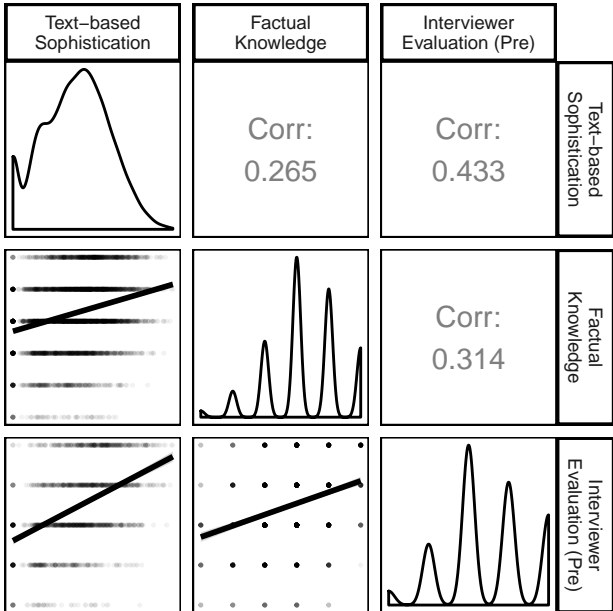 Text–based
Sophistication
Factual
Knowledge
Interviewer
Evaluation (Pre)
Corr:
0.265
Corr:
0.433
Text–based
Sophistication
Corr:
0.314
Factual
Knowledge
Interviewer
Evaluation (Pre)